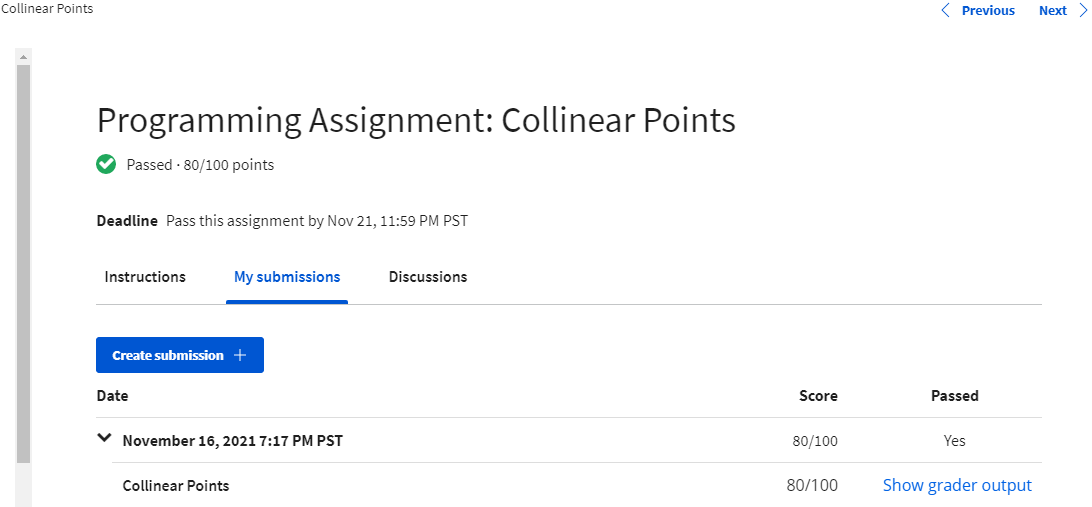 Collinear Points
Previous Next
Programming Assignment: Collinear Points
Passed · 80/100 points
Deadline Pass this assignment by Nov 21, 11:59 PM PST
Instructions My submissions Discussions
Create submission +
Date Score Passed
November 16, 2021 7:17 PM PST 80/100 Yes
Collinear Points 80/100 Show grader output